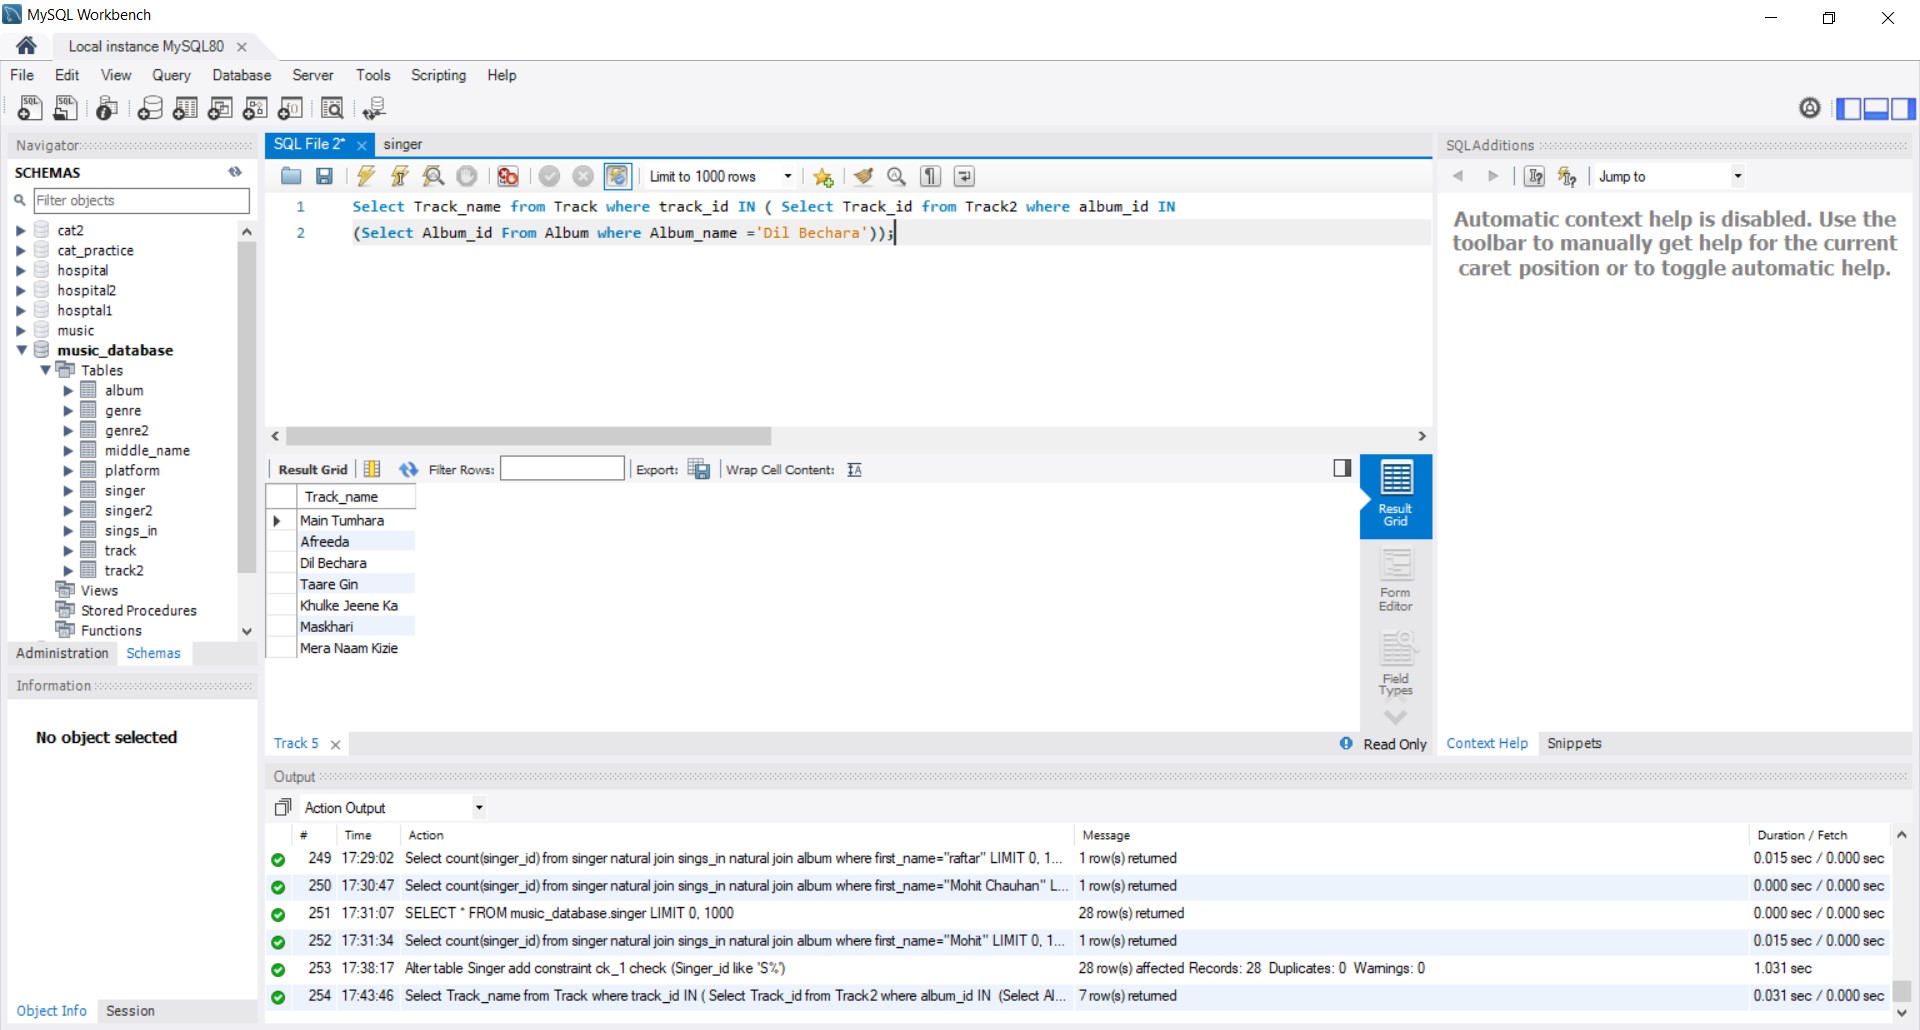 MySQL Workbench
Local instance MySQL80
File Edit View Query Database Server Tools Scripting Help
Navigator
SCHEMAS
Filter objects
cat2
cat_practice
hospital
hospital2
hosptal1
music
music_database
Tables
album
genre
genre2
middle_name
platform
singer
singer2
sings_in
track
track2
Views
Stored Procedures
Functions
Administration Schemas
Information
No object selected
Object Info Session
SQL File 2* singer
Limit to 1000 rows
1 Select Track_name from Track where track_id IN ( Select Track_id from Track2 where album_id IN
2 (Select Album_id From Album where Album_name ='Dil Bechara'));
Result Grid Filter Rows: Export: Wrap Cell Content:
Track_name
Main Tumhara
Afreeda
Dil Bechara
Taare Gin
Khulke Jeene Ka
Maskhari
Mera Naam Kizie
Result
Grid
Form
Editor
Field
Types
Track 5 Read Only
SQLAdditions
Jump to
Automatic context help is disabled. Use the
toolbar to manually get help for the current
caret position or to toggle automatic help.
Context Help Snippets
Output
Action Output
# Time Action Message Duration / Fetch
249 17:29:02 Select count(singer_id) from singer natural join sings_in natural join album where first_name="raftar" LIMIT 0, 1... 1 row(s) returned 0.015 sec / 0.000 sec
250 17:30:47 Select count(singer_id) from singer natural join sings_in natural join album where first_name="Mohit Chauhan" L... 1 row(s) returned 0.000 sec / 0.000 sec
251 17:31:07 SELECT * FROM music_database.singer LIMIT 0, 1000 28 row(s) returned 0.000 sec / 0.000 sec
252 17:31:34 Select count(singer_id) from singer natural join sings_in natural join album where first_name="Mohit" LIMIT 0, 1... 1 row(s) returned 0.015 sec / 0.000 sec
253 17:38:17 Alter table Singer add constraint ck_1 check (Singer_id like 'S%') 28 row(s) affected Records: 28 Duplicates: 0 Warnings: 0 1.031 sec
254 17:43:46 Select Track_name from Track where track_id IN ( Select Track_id from Track2 where album_id IN (Select Al... 7 row(s) returned 0.031 sec / 0.000 sec